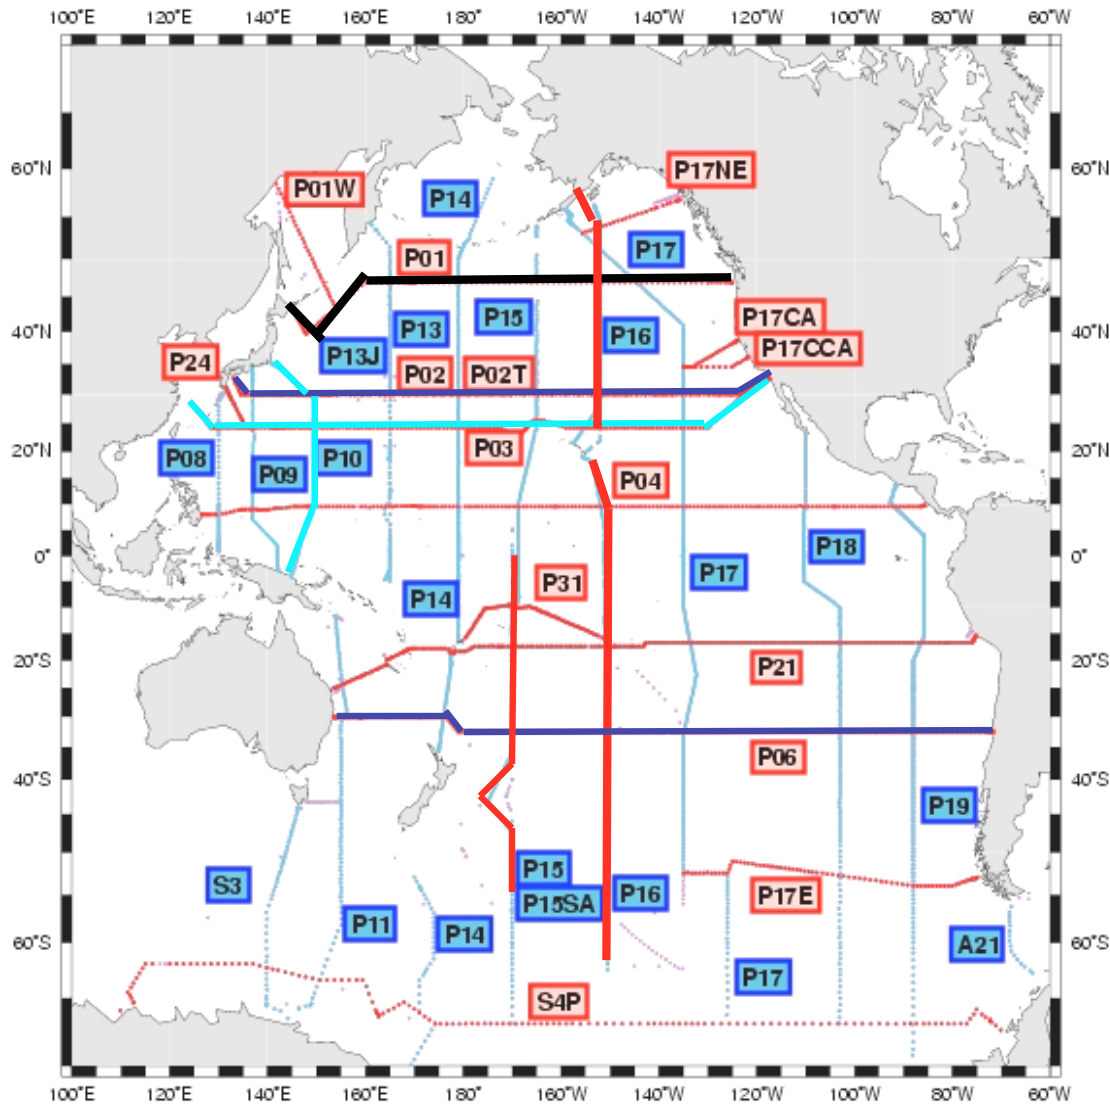 100°E 120°E 140°E 160°E 180° 160°W 140°W 120°W 100°W 80°W 60°W
60°N 60°N
P17NE
P01W
P14
P17
P01
P15
P17CA
40°N 40°N
P13
P16
P17CCA
P13J
P24
P02
P02T
20°N 20°N
P03
P08
P09
P10
P04
0° 0°
P18
P17
P31
P14
20°S 20°S
P21
P06
40°S 40°S
P19
P15
S3
P16
P17E
P15SA
P11
P14
60°S 60°S
A21
P17
S4P
100°E 120°E 140°E 160°E 180° 160°W 140°W 120°W 100°W 80°W 60°W